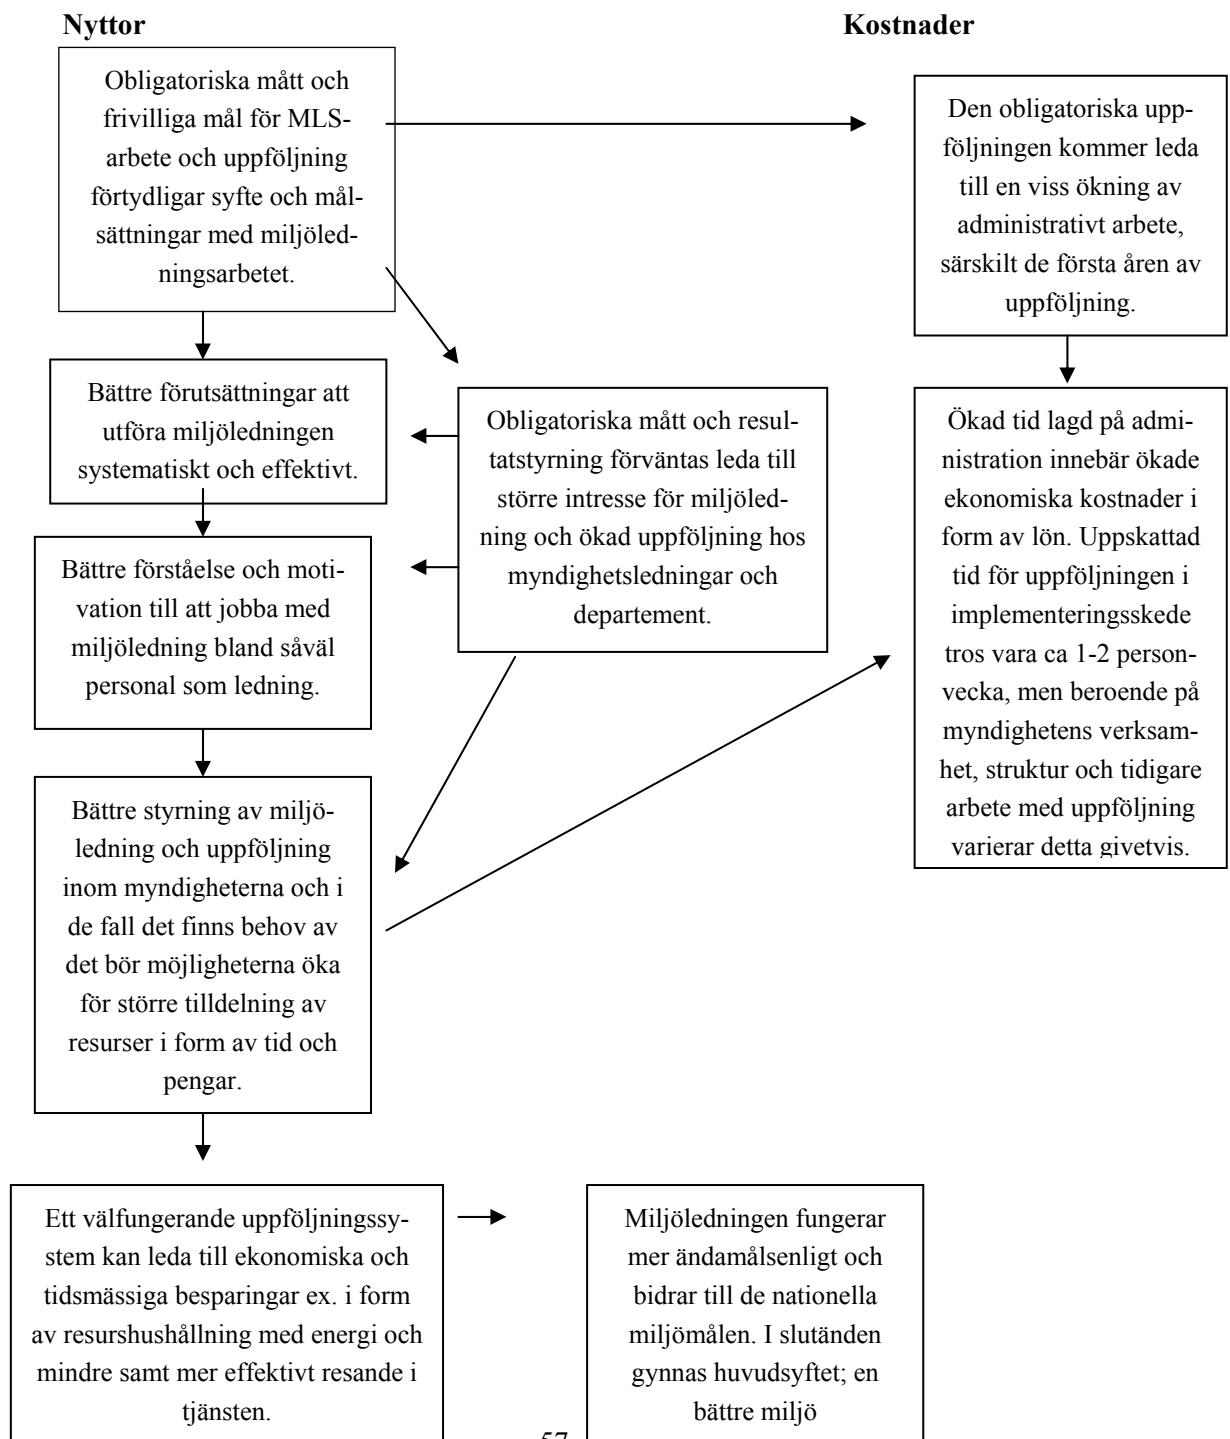 Nyttor
Kostnader
Obligatoriska mått och
frivilliga mål för MLS-
arbete och uppföljning
förtydligar syfte och mål-
sättningar med miljöled-
ningsarbetet.
Den obligatoriska upp-
följningen kommer leda
till en viss ökning av
administrativt arbete,
särskilt de första åren av
uppföljning.
Bättre förutsättningar att
utföra miljöledningen
systematiskt och effektivt.
Obligatoriska mått och resul-
tatstyrning förväntas leda till
större intresse för miljöled-
ning och ökad uppföljning hos
myndighetsledningar och
departement.
Ökad tid lagd på admi-
nistration innebär ökade
ekonomiska kostnader i
form av lön. Uppskattad
tid för uppföljningen i
implementeringsskede
tros vara ca 1-2 person-
vecka, men beroende på
myndighetens verksam-
het, struktur och tidigare
arbete med uppföljning
varierar detta givetvis.
Bättre förståelse och moti-
vation till att jobba med
miljöledning bland såväl
personal som ledning.
Bättre styrning av miljö-
ledning och uppföljning
inom myndigheterna och i
de fall det finns behov av
det bör möjligheterna öka
för större tilldelning av
resurser i form av tid och
pengar.
Ett välfungerande uppföljningssy-
stem kan leda till ekonomiska och
tidsmässiga besparingar ex. i form
av resurshushållning med energi och
mindre samt mer effektivt resande i
tjänsten.
Miljöledningen fungerar
mer ändamålsenligt och
bidrar till de nationella
miljömålen. I slutänden
gynnas huvudsyftet; en
bättre miljö
57